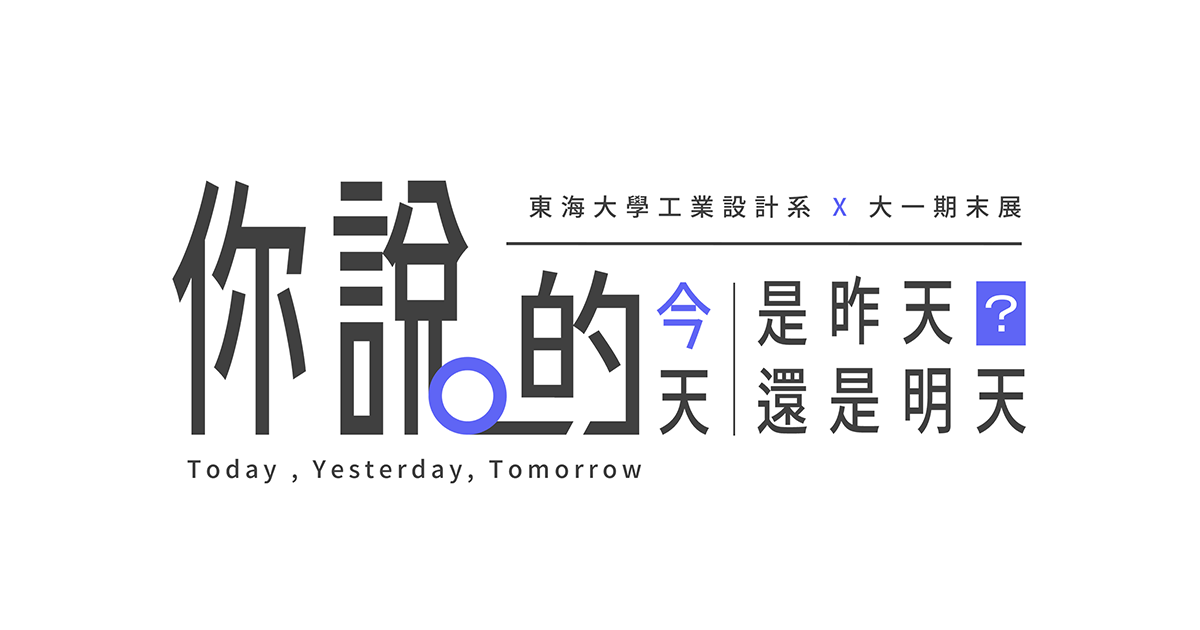 東海大學工業設計系 X 大一期末展
你說的今天
是昨天?
還是明天
Today , Yesterday, Tomorrow